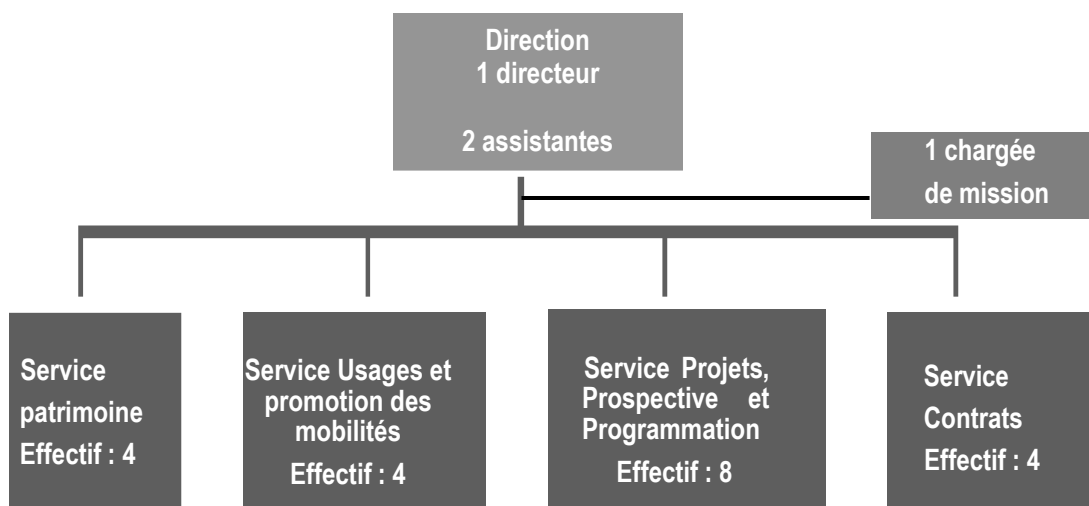 Direction
1 directeur
2 assistantes
1 chargée
de mission
Service
patrimoine
Effectif : 4
Service Usages et
promotion des
mobilités
Effectif : 4
Service Projets,
Prospective et
Programmation
Effectif : 8
Service
Contrats
Effectif : 4